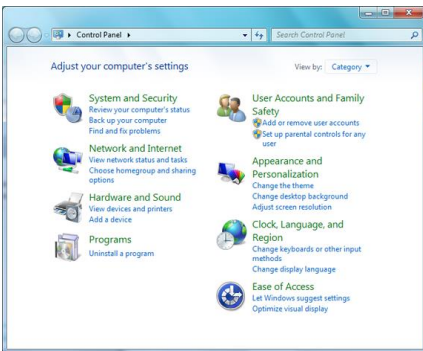 Control Panel
Search Control Panel
Adjust your computer's settings
View by: Category
System and Security
Review your computer's status
Back up your computer
Find and fix problems
Network and Internet
View network status and tasks
Choose homegroup and sharing
options
Hardware and Sound
View devices and printers
Add a device
Programs
Uninstall a program
User Accounts and Family
Safety
Add or remove user accounts
Set up parental controls for any
user
Appearance and
Personalization
Change the theme
Change desktop background
Adjust screen resolution
Clock, Language, and
Region
Change keyboards or other input
methods
Change display language
Ease of Access
Let Windows suggest settings
Optimize visual display